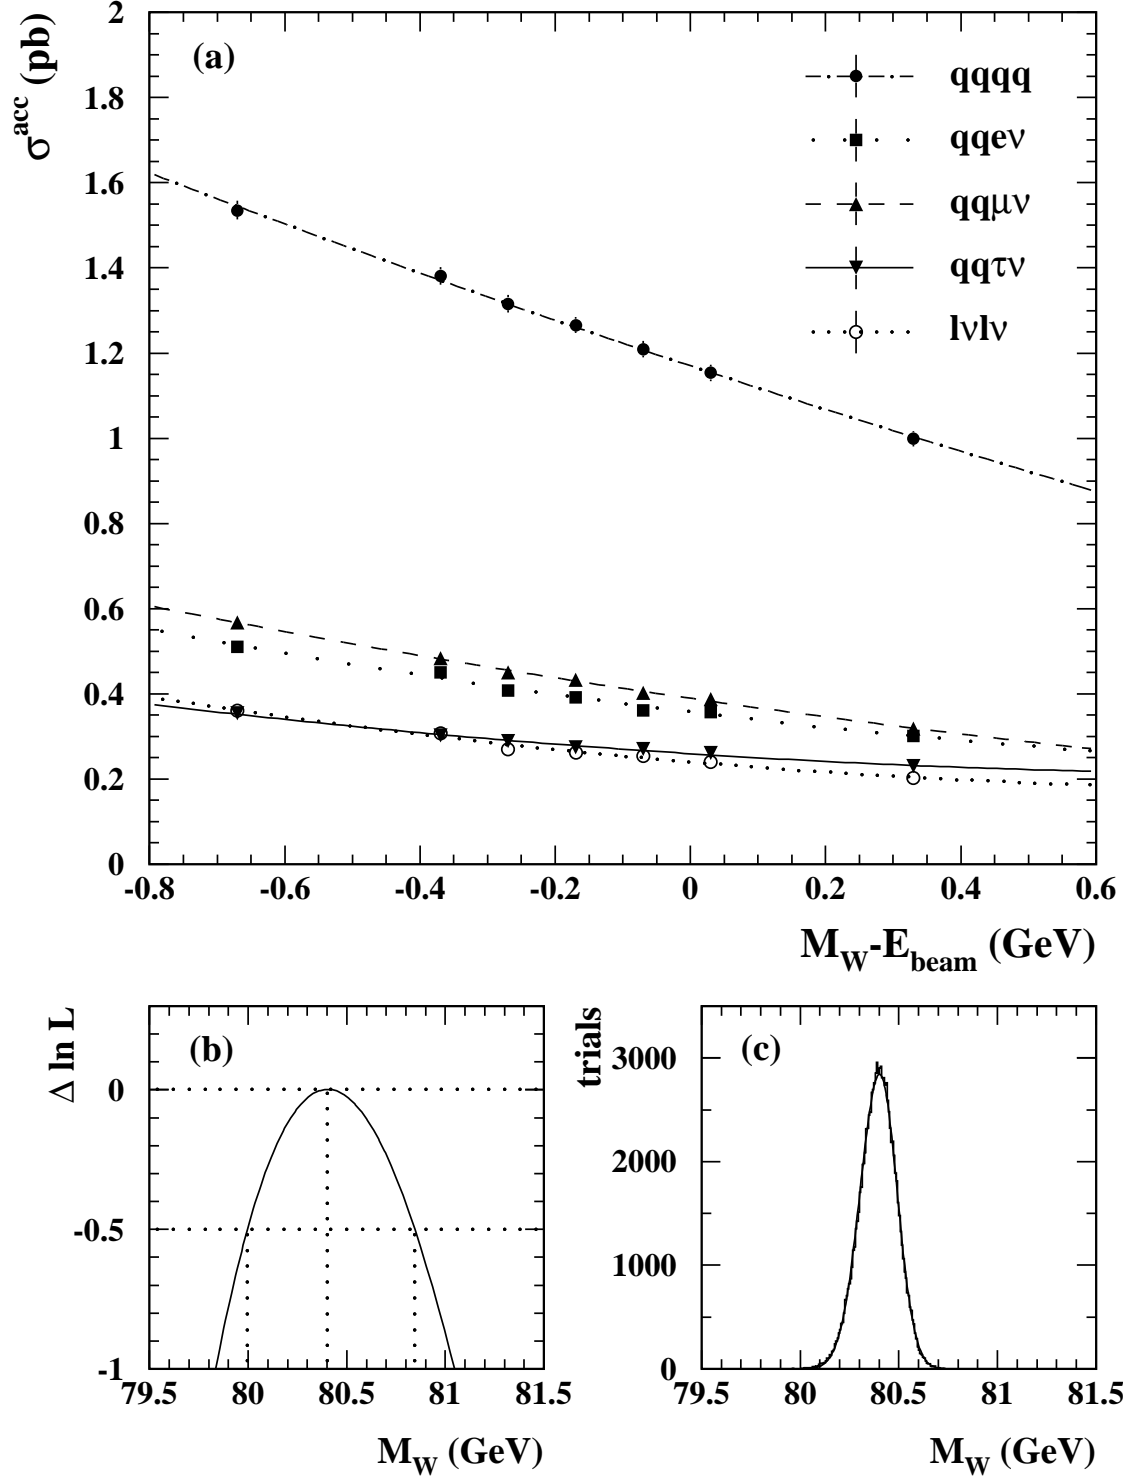 σ^acc (pb)
(a)
2
1.8
1.6
1.4
1.2
1
0.8
0.6
0.4
0.2
0
qqqq
qqeν
qqμν
qqτν
lνlν
-0.8 -0.6 -0.4 -0.2 0 0.2 0.4 0.6
M_W-E_beam (GeV)
Δ ln L
(b)
0
-0.5
-1
79.5 80 80.5 81 81.5
M_W (GeV)
trials
(c)
3000
2000
1000
0
79.5 80 80.5 81 81.5
M_W (GeV)